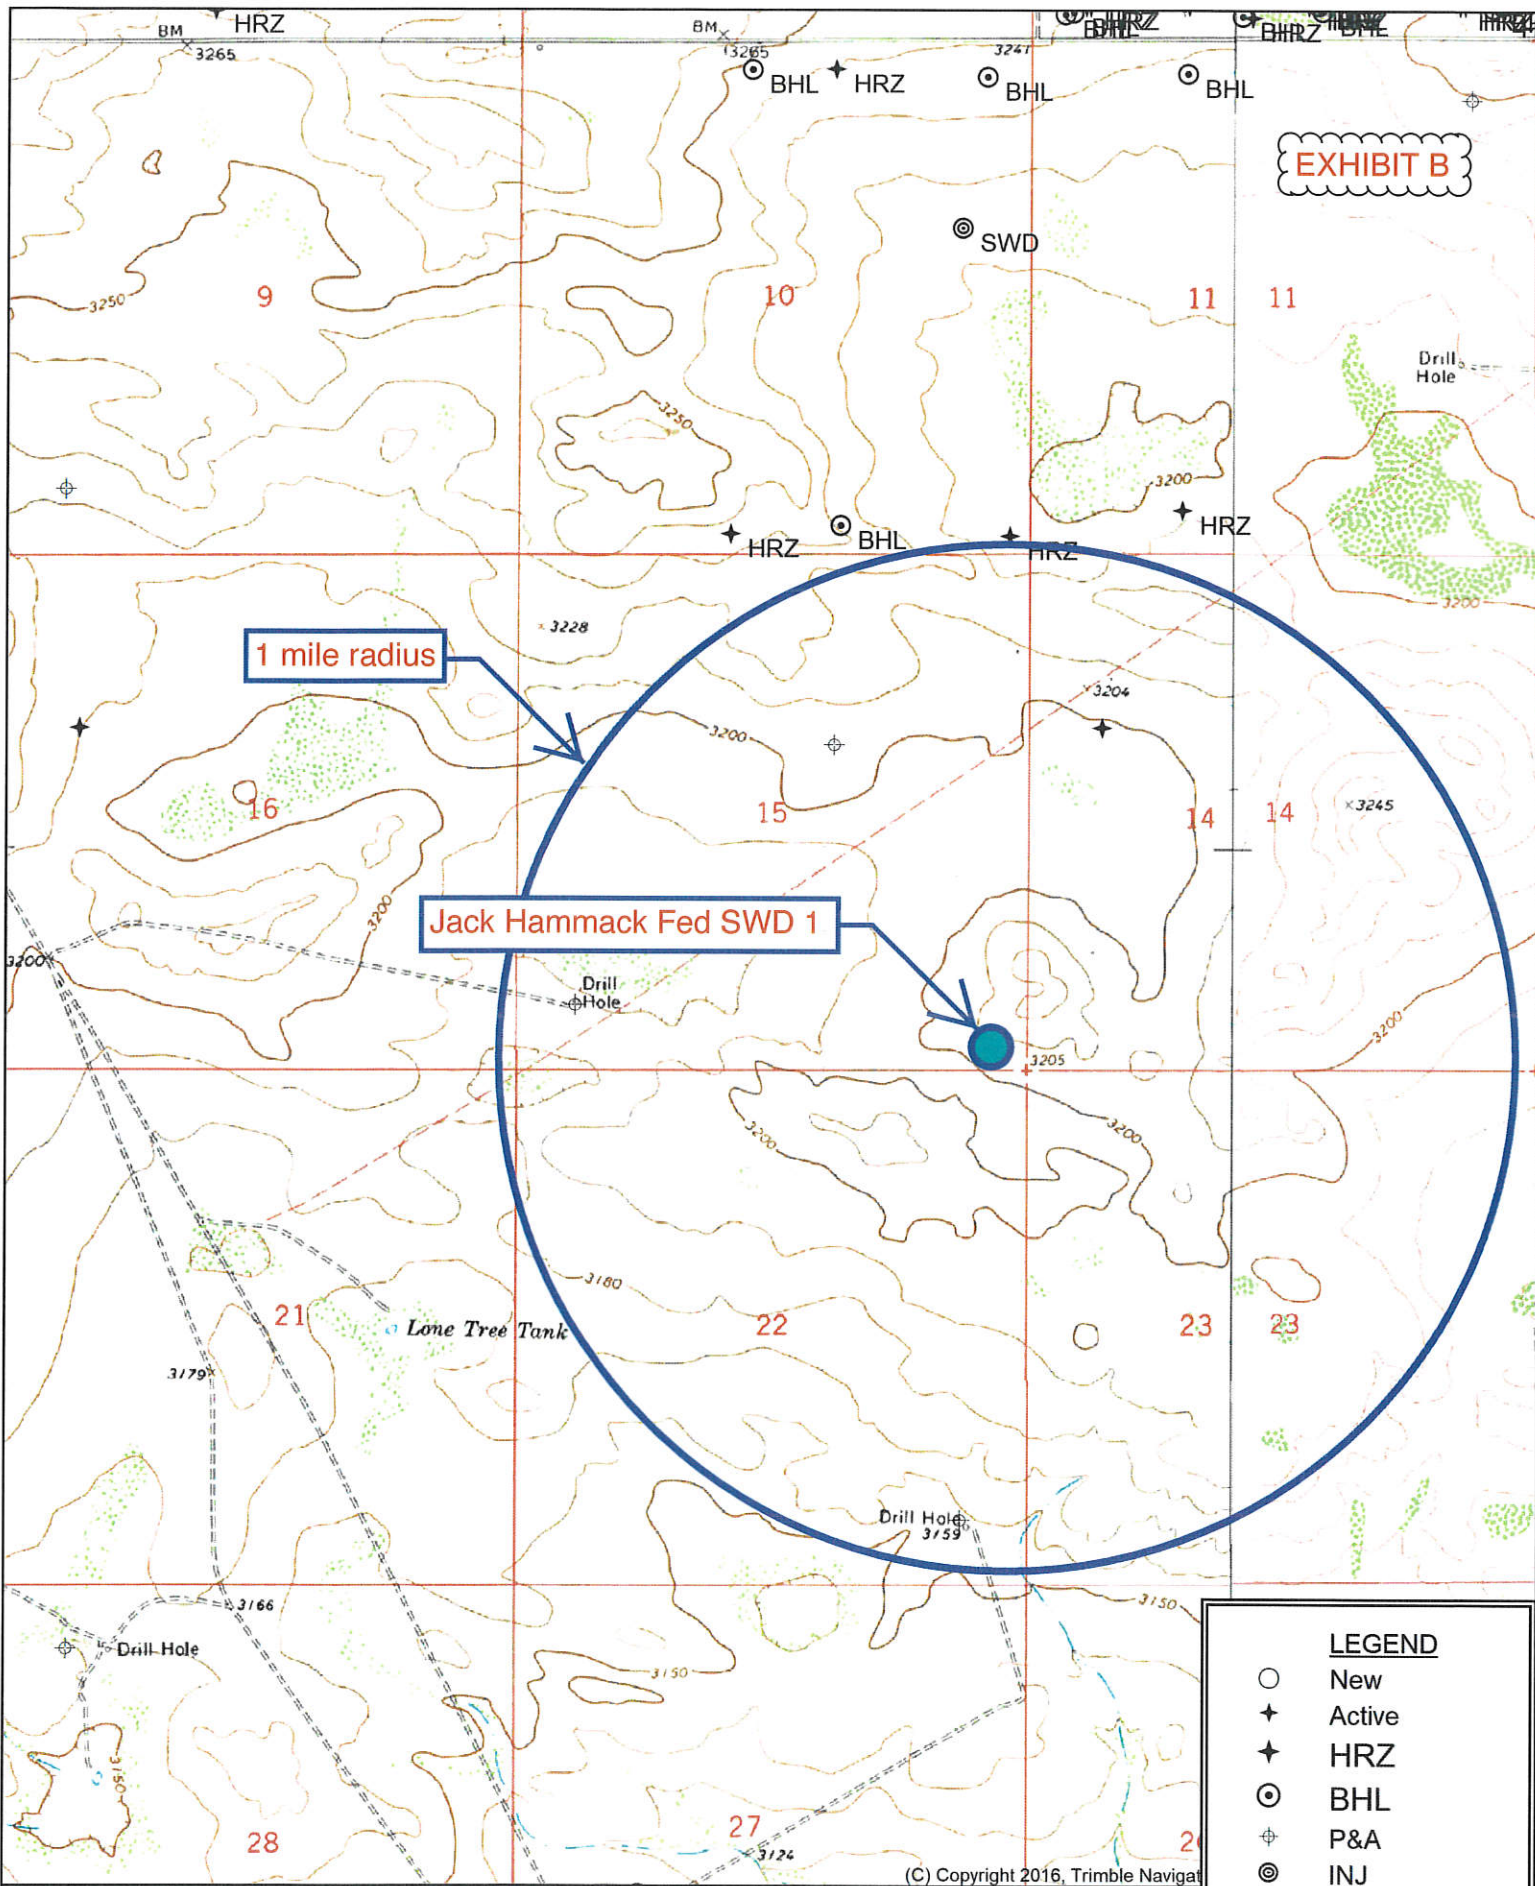 BM
HRZ
3265
BM
3265
3241
BHL
HRZ
BHL
BHL
HRZ
BHL
EXHIBIT B
SWD
3250
9
10
11
11
Drill
Hole
3250
3200
HRZ
BHL
HRZ
HRZ
3200
3228
1 mile radius
3204
3200
16
15
14
14
3245
3200
Jack Hammack Fed SWD 1
3200
Drill
Hole
3200
3205
3200
3200
3180
21
Lone Tree Tank
22
23
23
3179
Drill Hole
3159
3166
3150
Drill Hole
3150
3150
28
27
3124
(C) Copyright 2016, Trimble Navigat
LEGEND
New
Active
HRZ
BHL
P&A
INJ